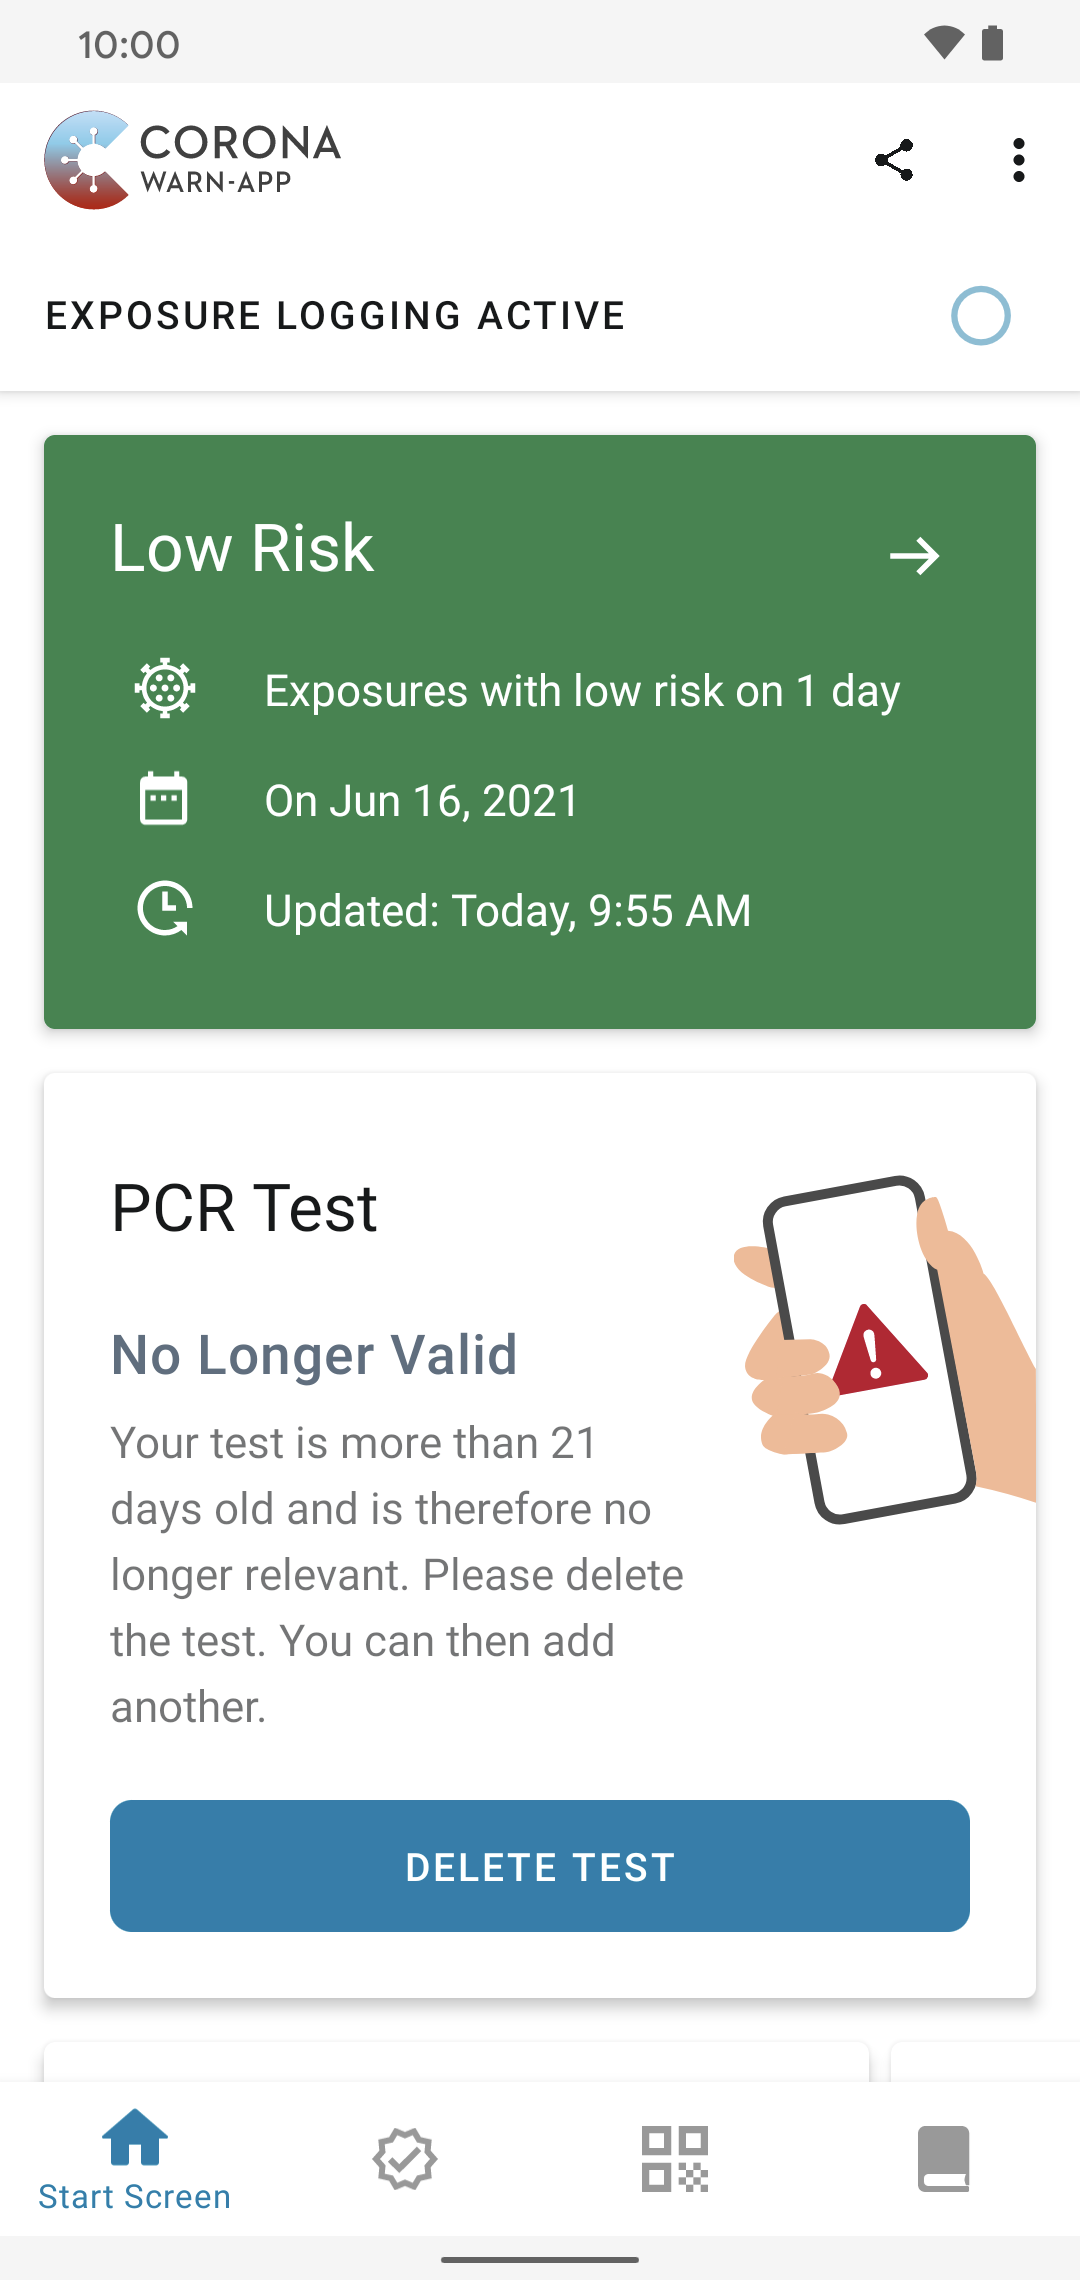 10:00
CORONA
WARN-APP
EXPOSURE LOGGING ACTIVE
Low Risk
Exposures with low risk on 1 day
On Jun 16, 2021
Updated: Today, 9:55 AM
PCR Test
No Longer Valid
Your test is more than 21
days old and is therefore no
longer relevant. Please delete
the test. You can then add
another.
DELETE TEST
Start Screen